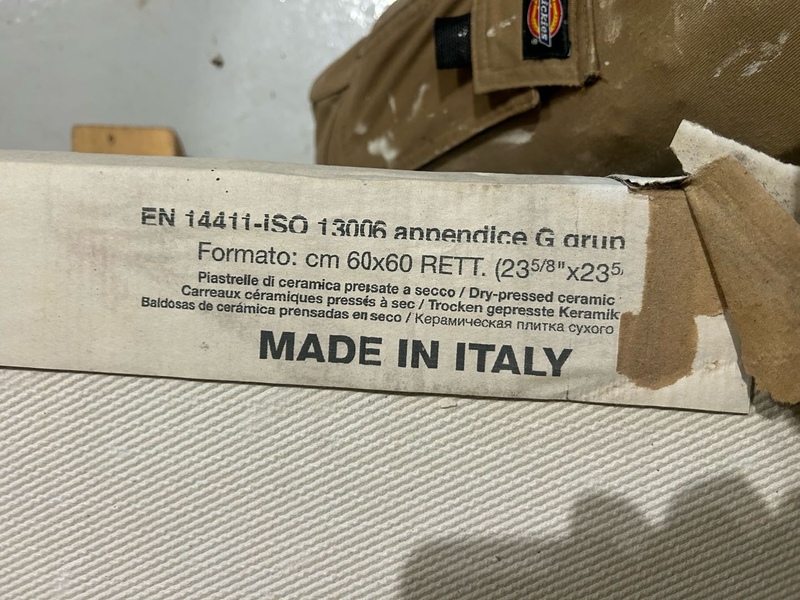 Dickies
EN 14411-ISO 13006 appendice G grup
Formato: cm 60x60 RETT. (23 5/8"x23 5/
Piastrelle di ceramica pressate a secco / Dry-pressed ceramic
Carreaux céramiques pressés à sec / Trocken gepresste Keramik
Baldosas de cerámica prensadas en seco / Керамическая плитка сухого
MADE IN ITALY